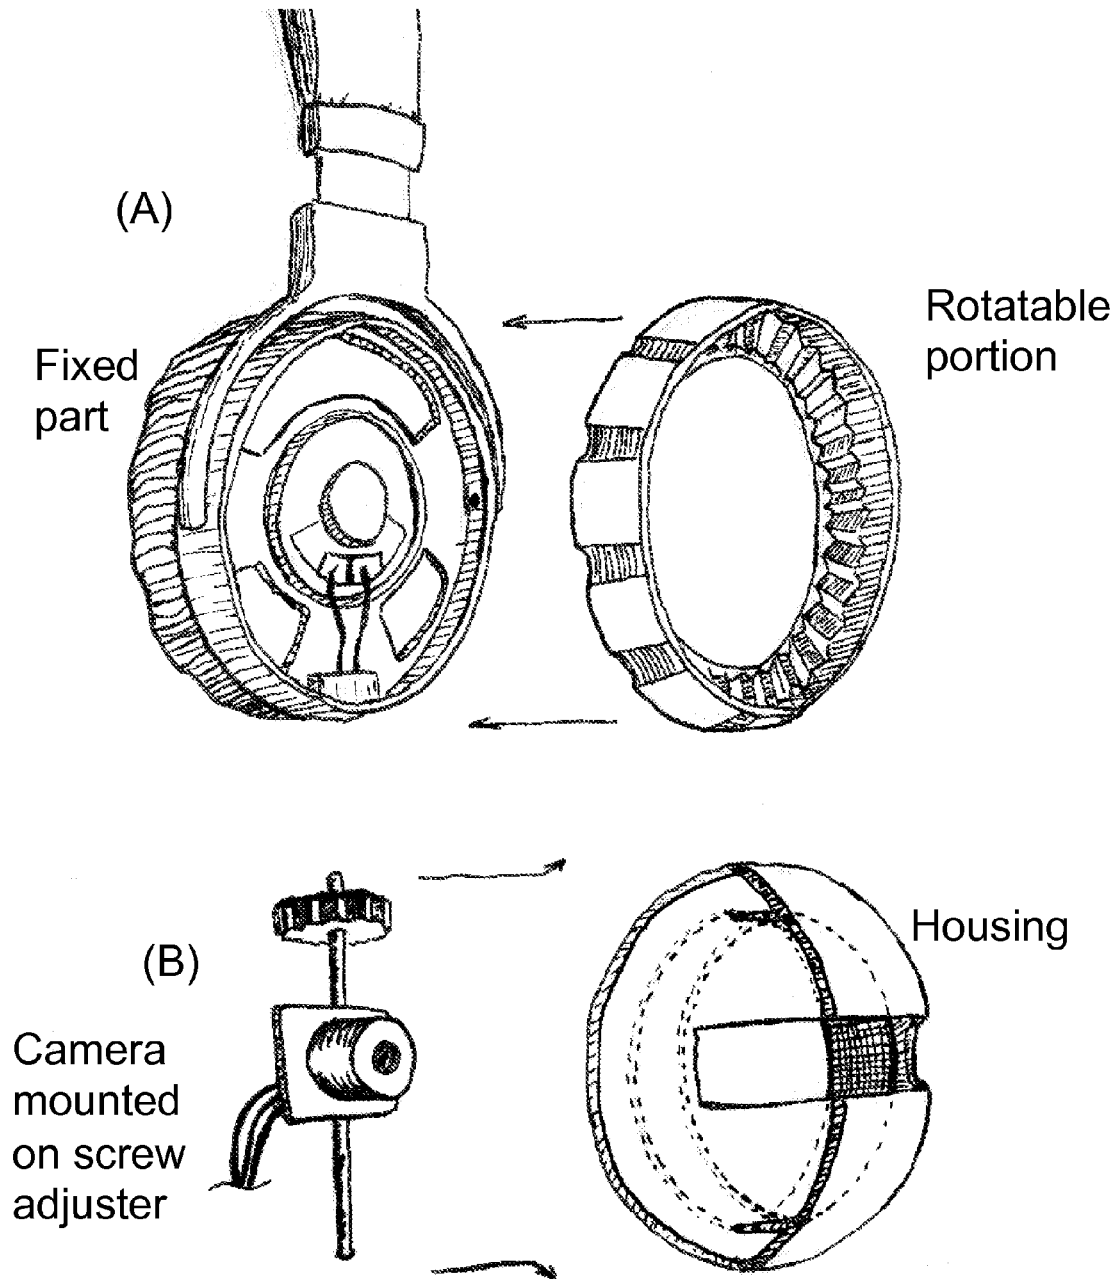 (A)
Fixed
part
Rotatable
portion
(B)
Housing
Camera
mounted
on screw
adjuster